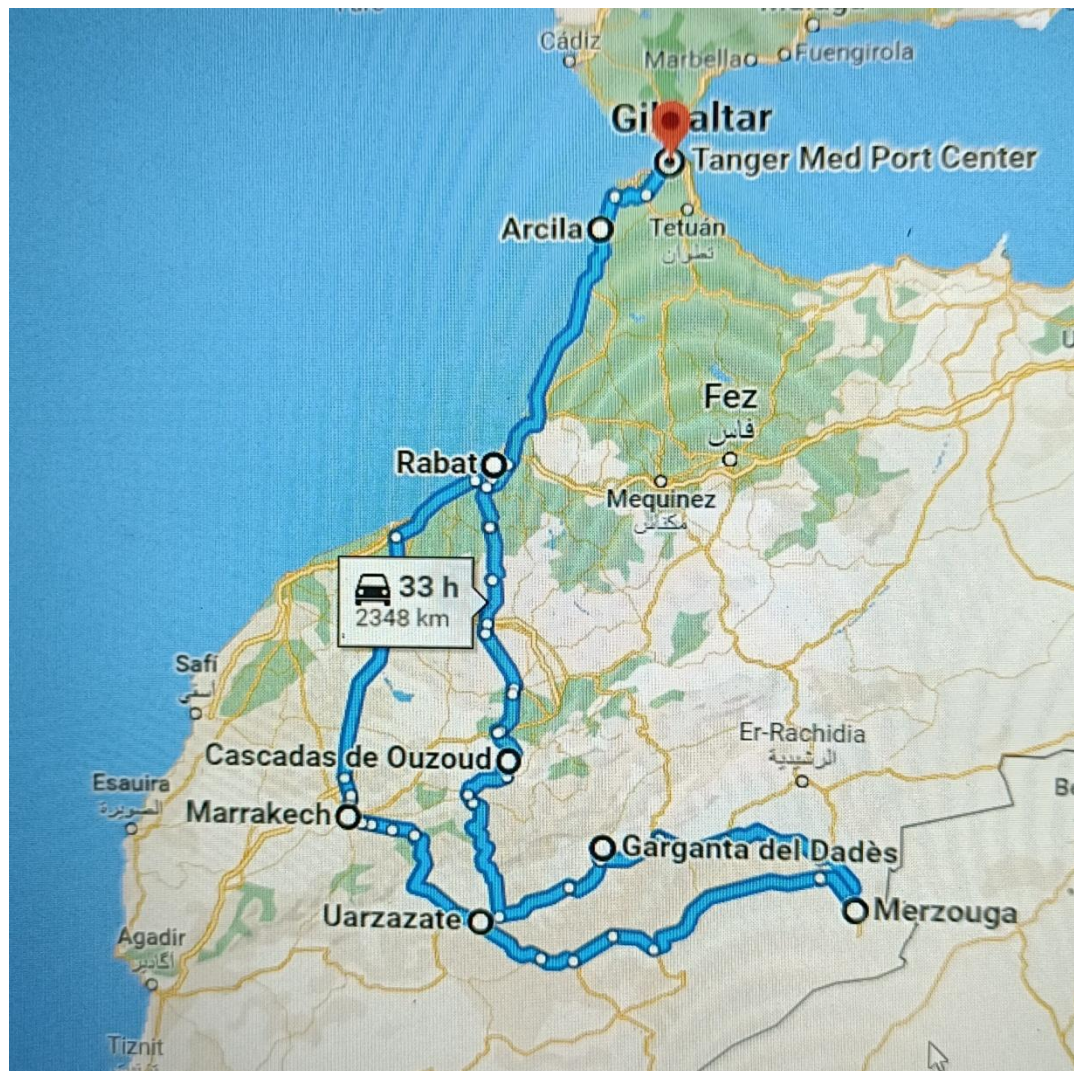 Cádiz
Marbella
Fuengirola
Gibraltar
Tanger Med Port Center
Arcila
Tetuán
تطوان
Fez
فاس
Rabat
Mequinez
مكناس
33 h
2348 km
Safí
Cascadas de Ouzoud
Er-Rachidia
الرشيدية
Esauira
الصويرة
Marrakech
Garganta del Dadès
Uarzazate
Merzouga
Agadir
أكادير
Tiznit